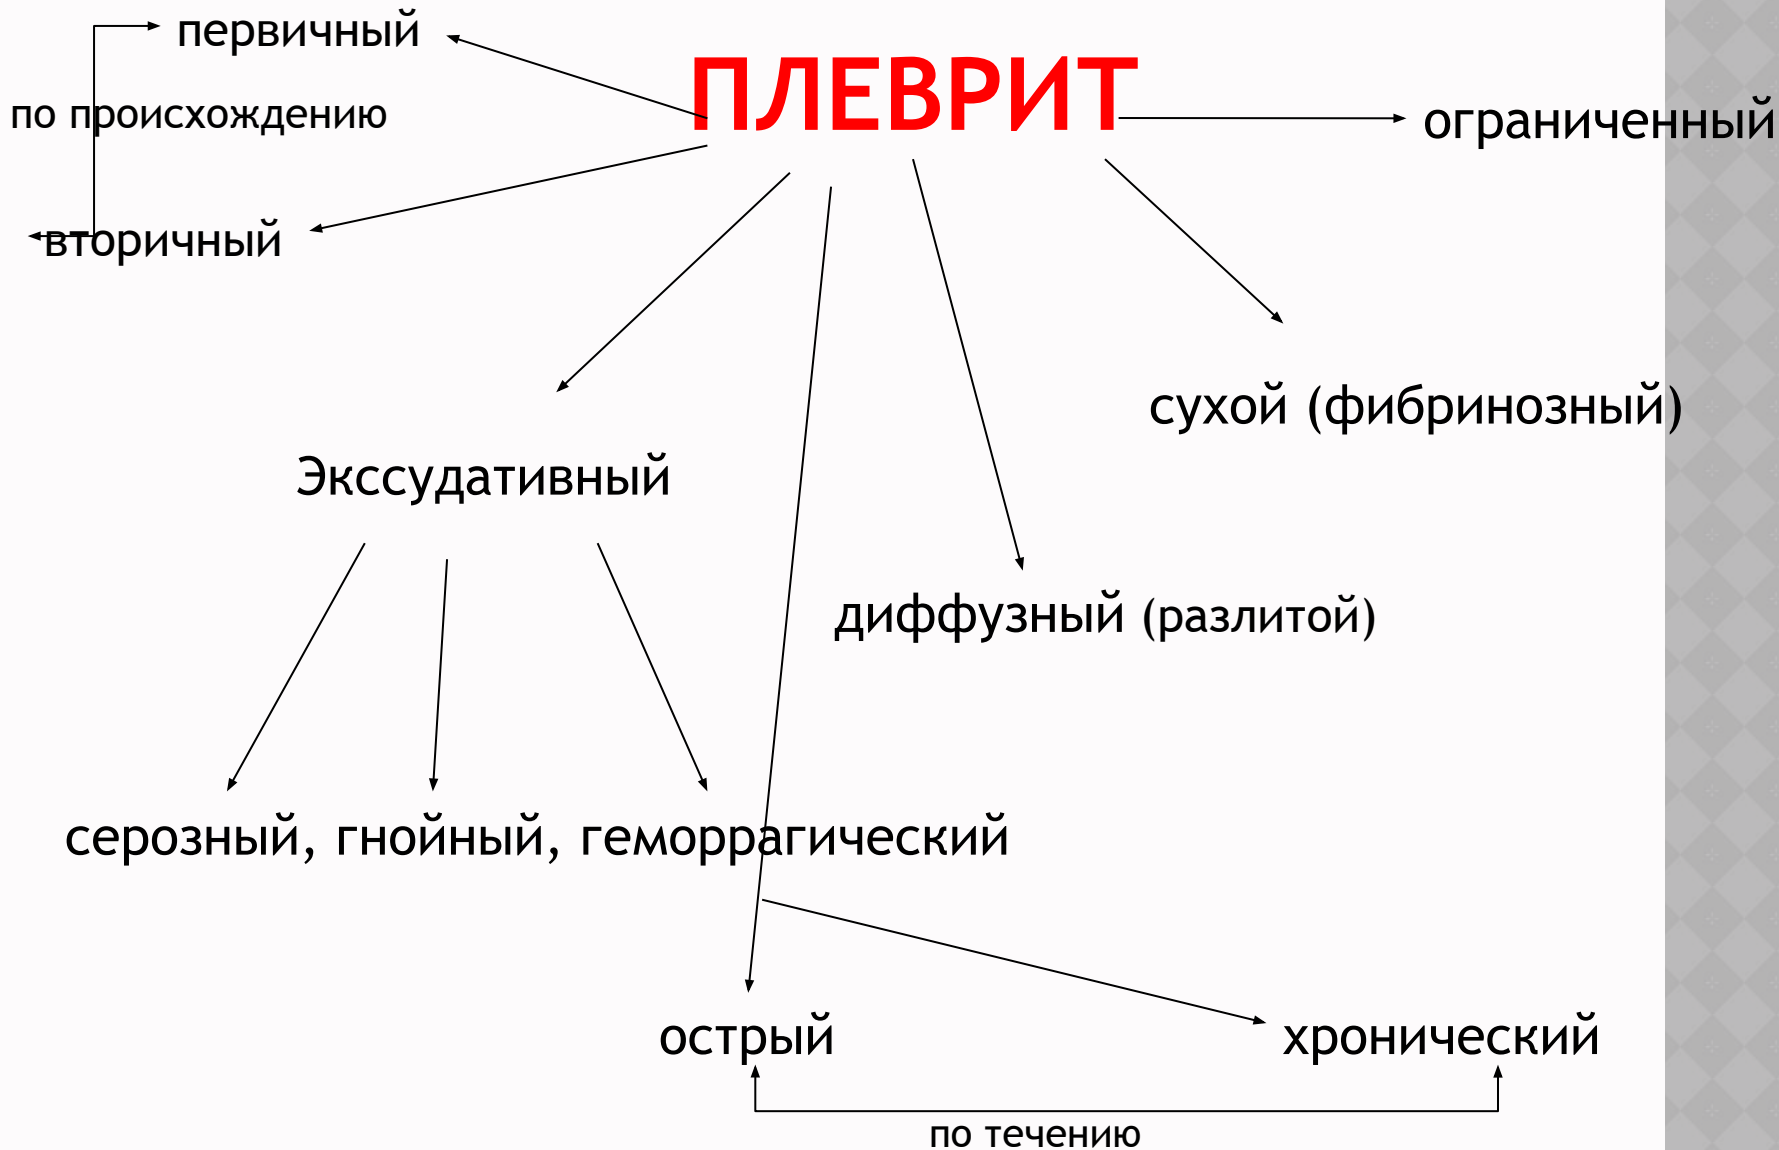 первичный
ПЛЕВРИТ
по происхождению
ограниченный
вторичный
сухой (фибринозный)
Экссудативный
диффузный (разлитой)
серозный, гнойный, геморрагический
острый
хронический
по течению